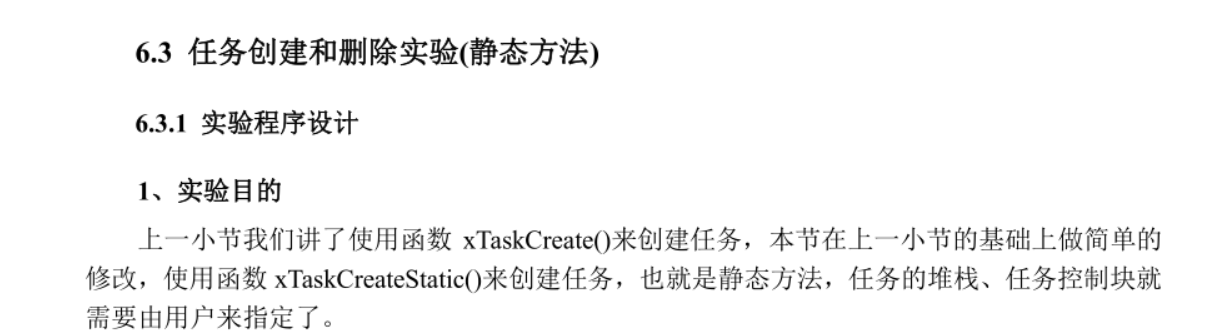 6.3 任务创建和删除实验(静态方法)
6.3.1 实验程序设计
1、实验目的
上一小节我们讲了使用函数 xTaskCreate()来创建任务，本节在上一小节的基础上做简单的
修改，使用函数 xTaskCreateStatic()来创建任务，也就是静态方法，任务的堆栈、任务控制块就
需要由用户来指定了。